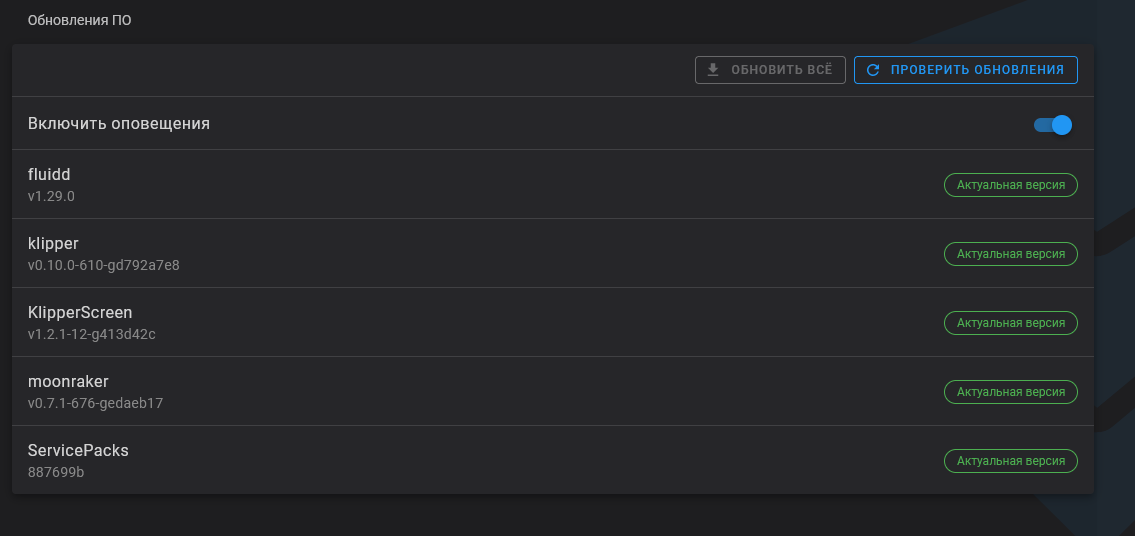 Обновления ПО
ОБНОВИТЬ ВСЁ
ПРОВЕРИТЬ ОБНОВЛЕНИЯ
Включить оповещения
fluidd
v1.29.0
Актуальная версия
klipper
v0.10.0-610-gd792a7e8
Актуальная версия
KlipperScreen
v1.2.1-12-g413d42c
Актуальная версия
moonraker
v0.7.1-676-gedaeb17
Актуальная версия
ServicePacks
887699b
Актуальная версия